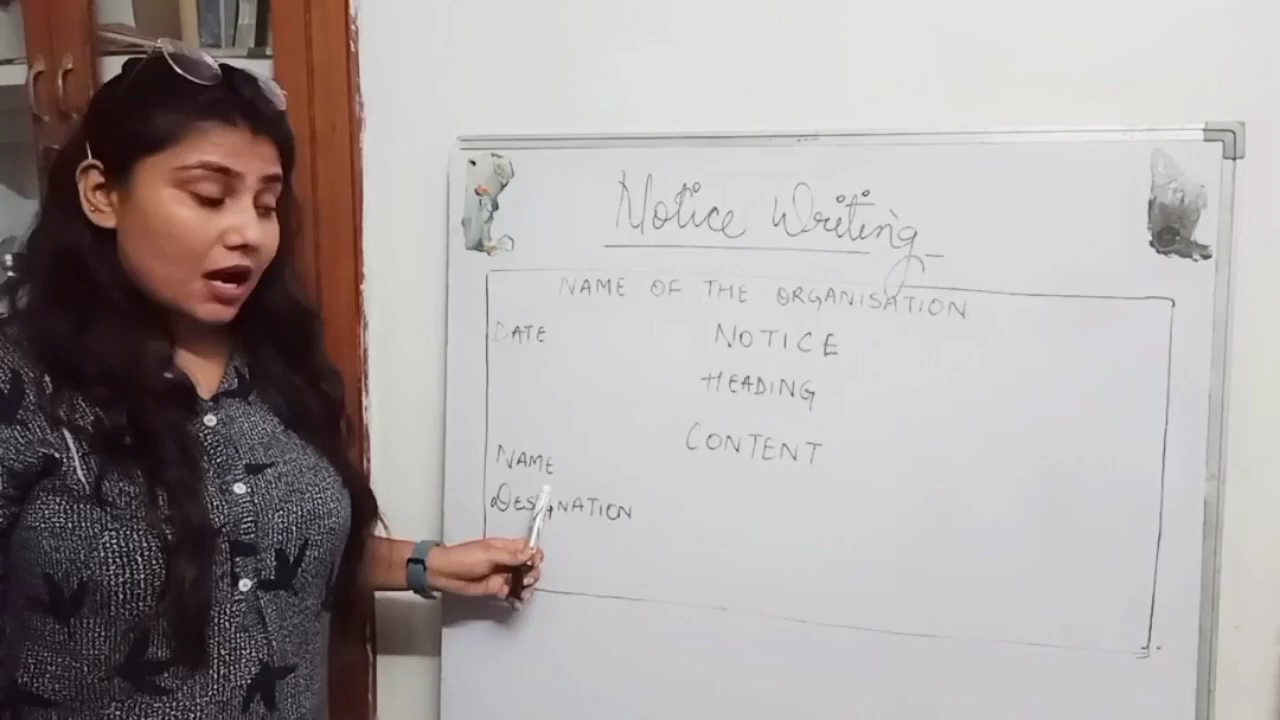 Notice Writing
NAME OF THE ORGANISATION
DATE NOTICE
HEADING
CONTENT
NAME
DESIGNATION